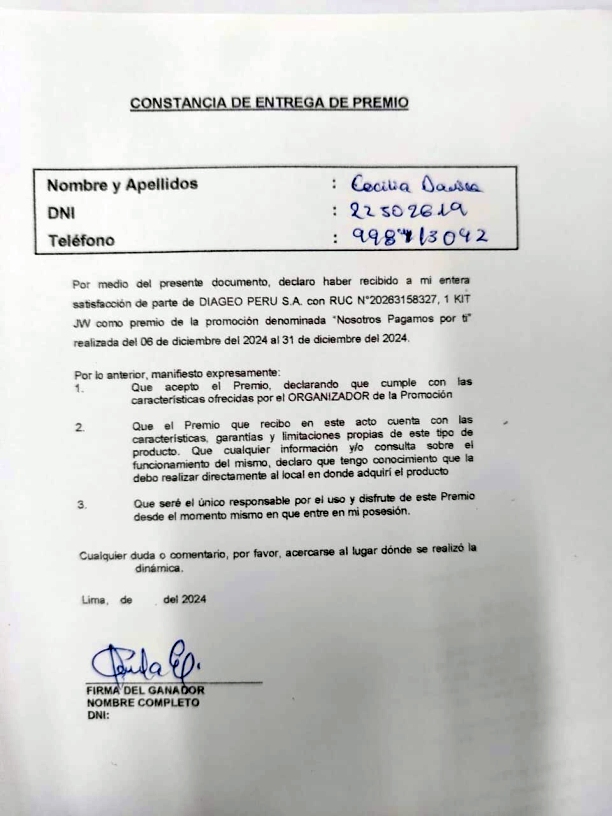 CONSTANCIA DE ENTREGA DE PREMIO
Nombre y Apellidos : Cecilia
DNI : 22502619
Teléfono :
Por medio del presente documento, declaro haber recibido a mi entera
satisfacción de parte de DIAGEO PERU S.A. con RUC N°20263158327, 1 KIT
JW como premio de la promoción denominada "Nosotros Pagamos por ti"
realizada del 06 de diciembre del 2024 al 31 de diciembre del 2024.
Por lo anterior, manifiesto expresamente:
1. Que acepto el Premio, declarando que cumple con las
características ofrecidas por el ORGANIZADOR de la Promoción
2. Que el Premio que recibo en este acto cuenta con las
características, garantías y limitaciones propias de este tipo de
producto. Que cualquier información y/o consulta sobre el
funcionamiento del mismo, declaro que tengo conocimiento que la
debo realizar directamente al local en donde adquirí el producto
3. Que seré el único responsable por el uso y disfrute de este Premio
desde el momento mismo en que entre en mi posesión.
Cualquier duda o comentario, por favor, acercarse al lugar dónde se realizó la
dinámica.
Lima, de del 2024
FIRMA DEL GANADOR
NOMBRE COMPLETO
DNI: